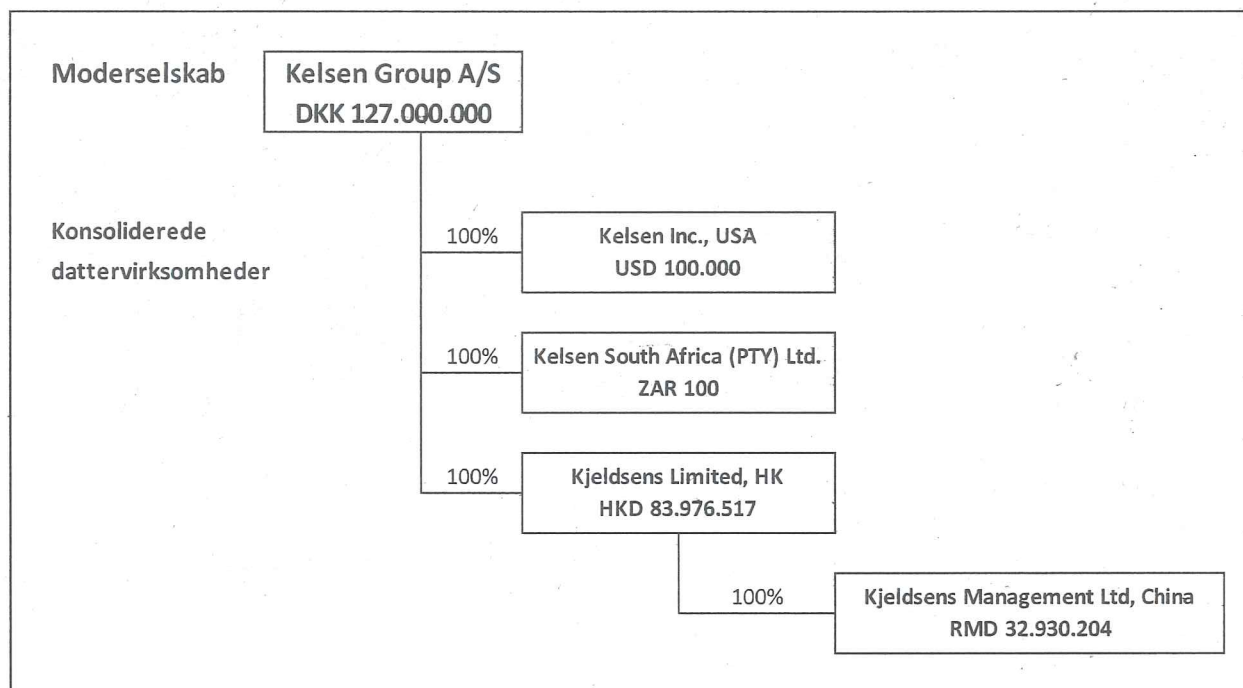 Moderselskab
Kelsen Group A/S
DKK 127.000.000
Konsoliderede
dattervirksomheder
100%
Kelsen Inc., USA
USD 100.000
100%
Kelsen South Africa (PTY) Ltd.
ZAR 100
100%
Kjeldsens Limited, HK
HKD 83.976.517
100%
Kjeldsens Management Ltd, China
RMD 32.930.204